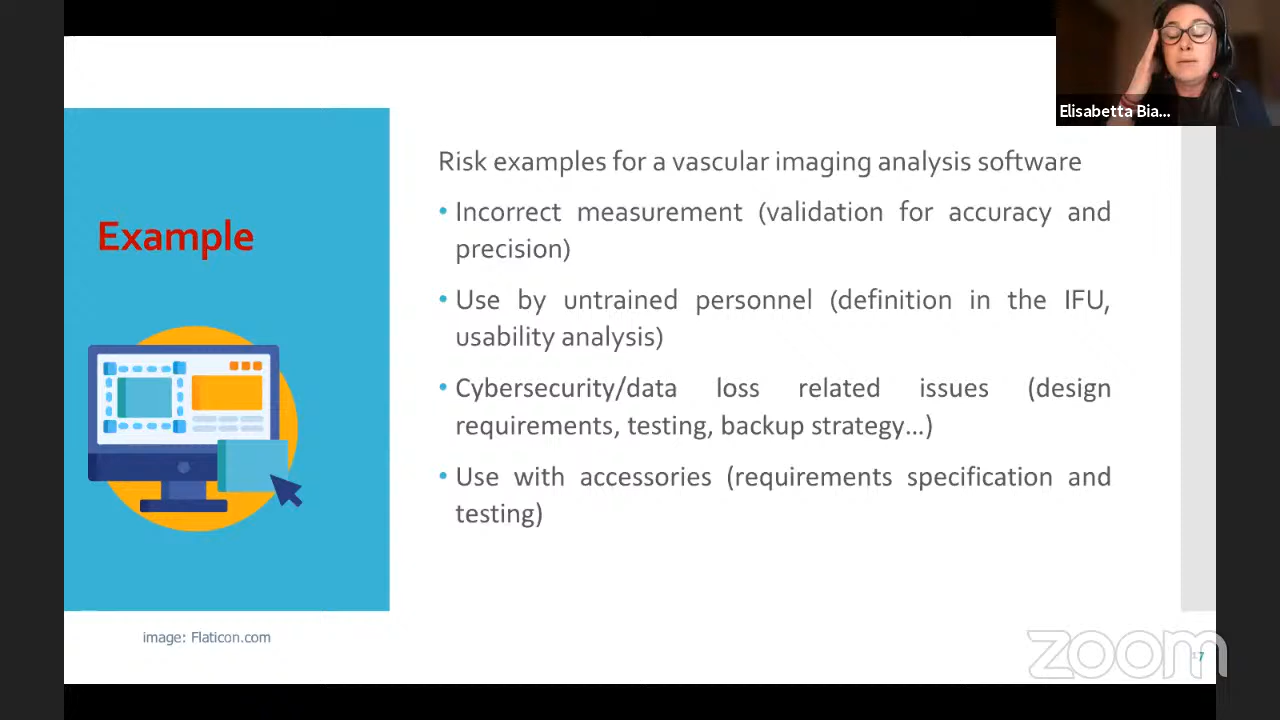 Elisabetta Bia...
Risk examples for a vascular imaging analysis software
Example
• Incorrect measurement (validation for accuracy and
precision)
• Use by untrained personnel (definition in the IFU,
usability analysis)
• Cybersecurity/data loss related issues (design
requirements, testing, backup strategy...)
• Use with accessories (requirements specification and
testing)
image: Flaticon.com
zoom
17